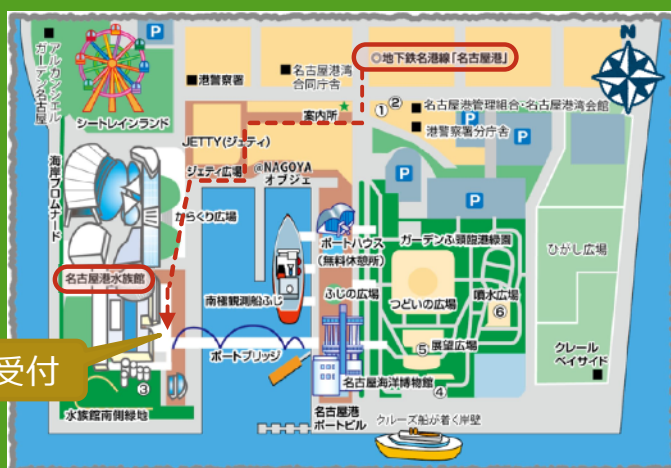 P
アルカンシェル
ガーデン名古屋
シートレインランド
港警察署
名古屋港湾
合同庁舎
◎地下鉄名港線「名古屋港」
P
N
案内所
①
②
名古屋港管理組合・名古屋港湾会館
港警察署分庁舎
JETTY(ジェティ)
ジェティ広場
@NAGOYA
オブジェ
P
P
P
海岸プロムナード
からくり広場
ポートハウス
(無料休憩所)
ガーデンふ頭臨港緑園
ひがし広場
名古屋港水族館
南極観測船ふじ
ふじの広場
つどいの広場
噴水広場
⑥
受付
ポートブリッジ
⑤
展望広場
クレール
ベイサイド
名古屋海洋博物館
③
④
水族館南側緑地
名古屋港
ポートビル
クルーズ船が着く岸壁